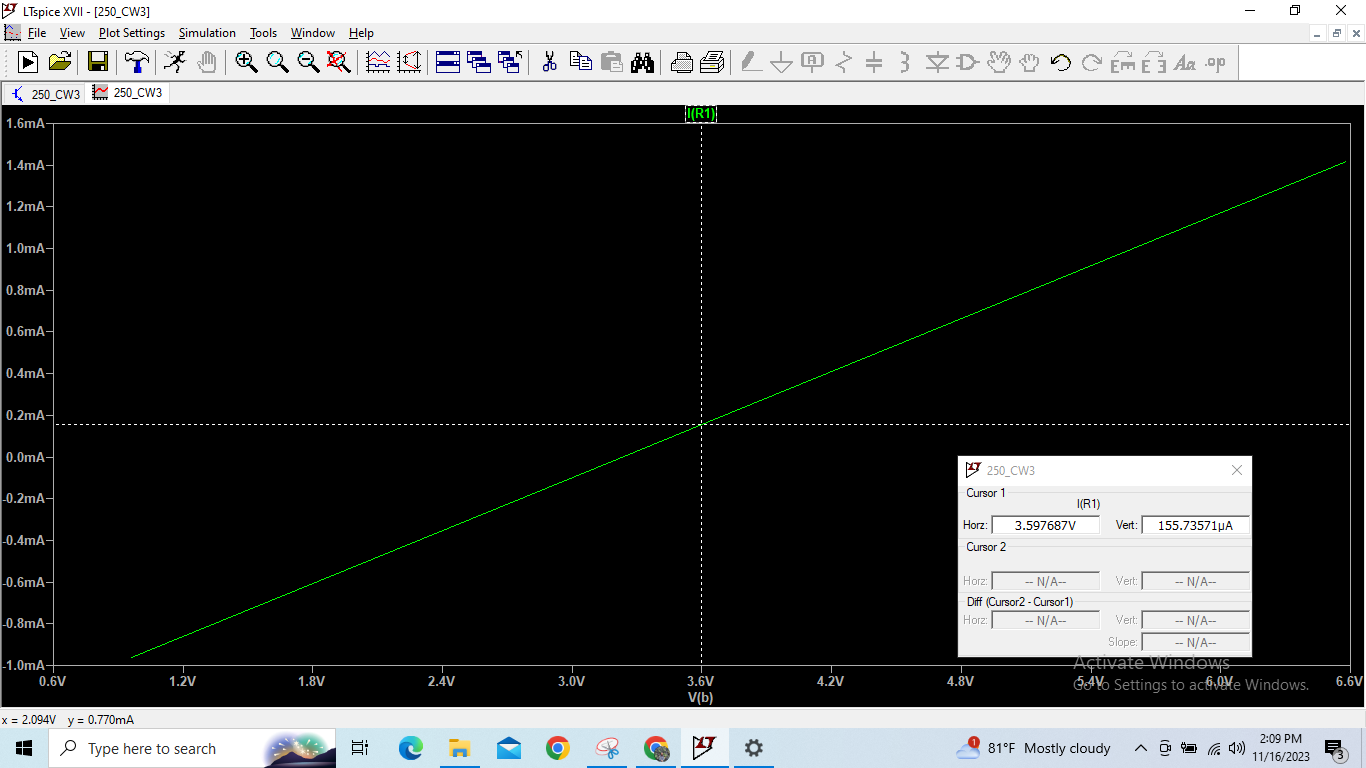 LTspice XVII - [250_CW3]
File View Plot Settings Simulation Tools Window Help
Aa .op
250_CW3 250_CW3
I(R1)
1.6mA
1.4mA
1.2mA
1.0mA
0.8mA
0.6mA
0.4mA
0.2mA
0.0mA
-0.2mA
-0.4mA
-0.6mA
-0.8mA
-1.0mA
0.6V 1.2V 1.8V 2.4V 3.0V 3.6V 4.2V 4.8V 5.4V 6.0V 6.6V
V(b)
250_CW3
Cursor 1
I(R1)
Horz: 3.597687V Vert: 155.73571µA
Cursor 2
Horz: -- N/A-- Vert: -- N/A--
Diff (Cursor2 - Cursor1)
Horz: -- N/A-- Vert: -- N/A--
Slope: -- N/A--
Activate Windows
Go to Settings to activate Windows.
x = 2.094V y = 0.770mA
Type here to search
1
81°F Mostly cloudy
2:09 PM
11/16/2023
3